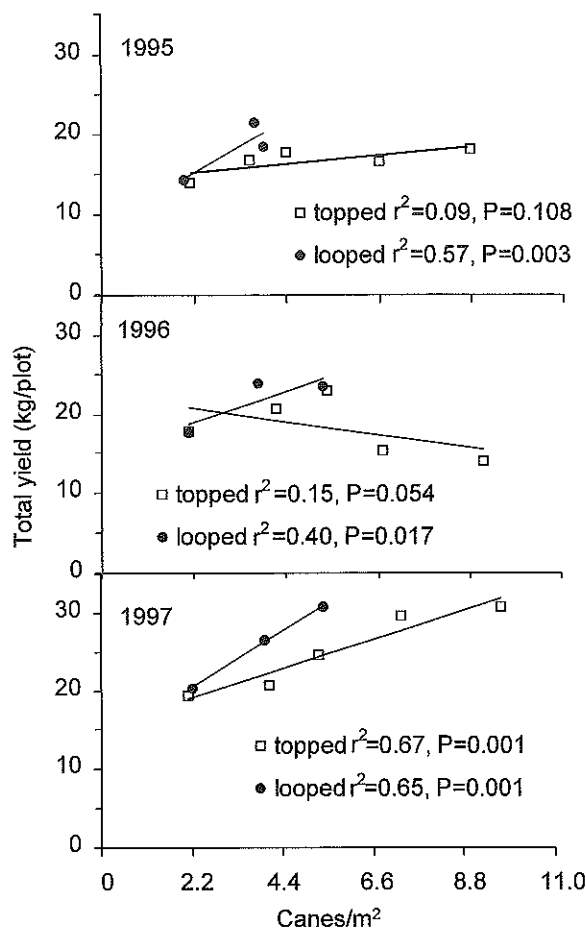 Total yield (kg/plot)
1995
30
20
10
0
□ topped r²=0.09, P=0.108
● looped r²=0.57, P=0.003
1996
30
20
10
0
□ topped r²=0.15, P=0.054
● looped r²=0.40, P=0.017
1997
30
20
10
0
□ topped r²=0.67, P=0.001
● looped r²=0.65, P=0.001
0 2.2 4.4 6.6 8.8 11.0
Canes/m²